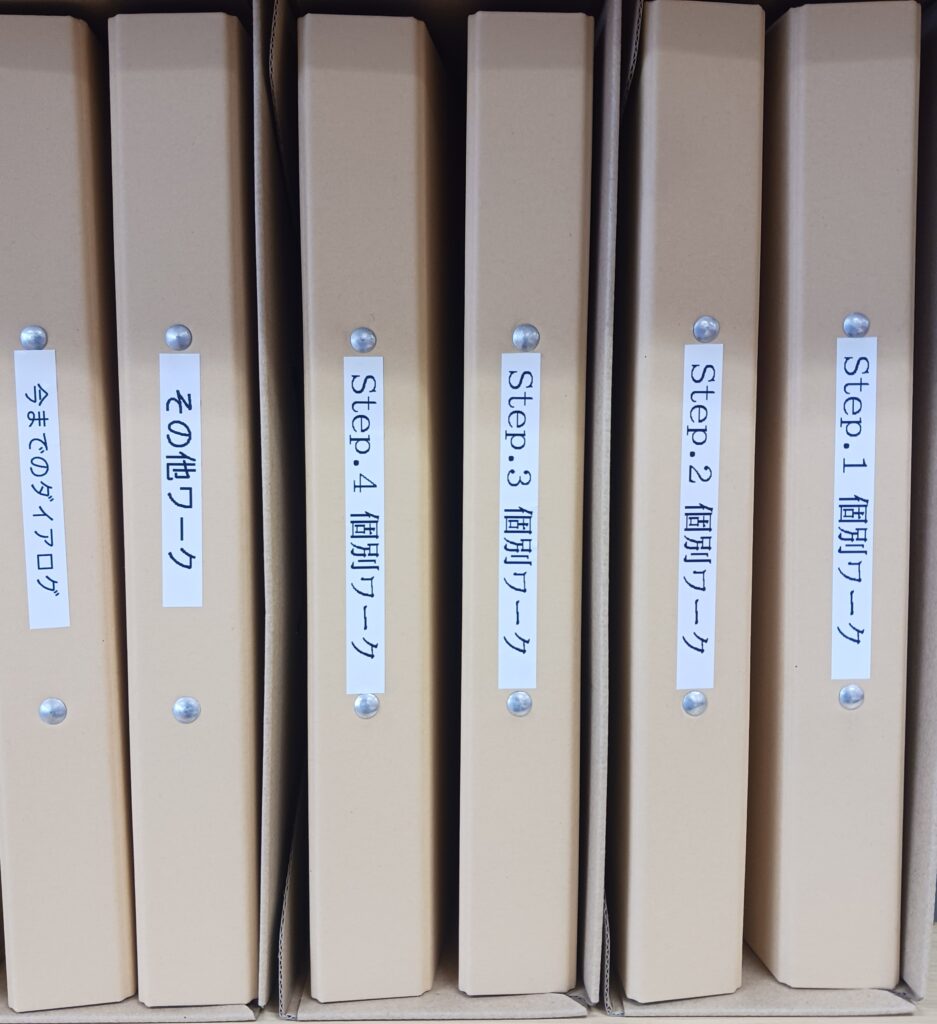 今までのダイアログ
その他ワーク
Step.4 個別ワーク
Step.3 個別ワーク
Step.2 個別ワーク
Step.1 個別ワーク